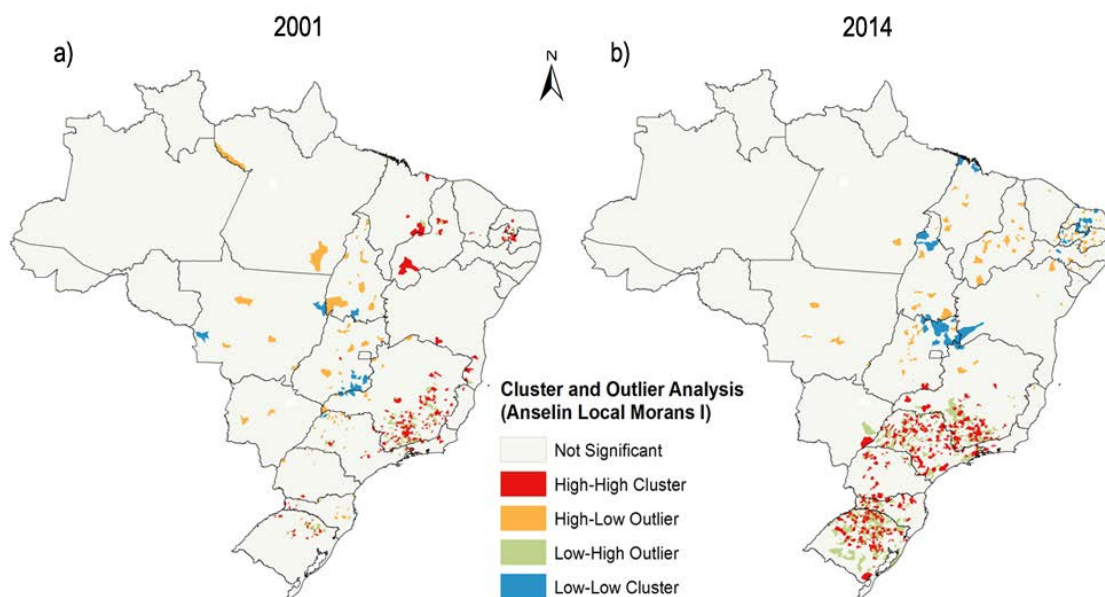 2001
2014
a)
b)
N
Cluster and Outlier Analysis
(Anselin Local Morans I)
Not Significant
High-High Cluster
High-Low Outlier
Low-High Outlier
Low-Low Cluster